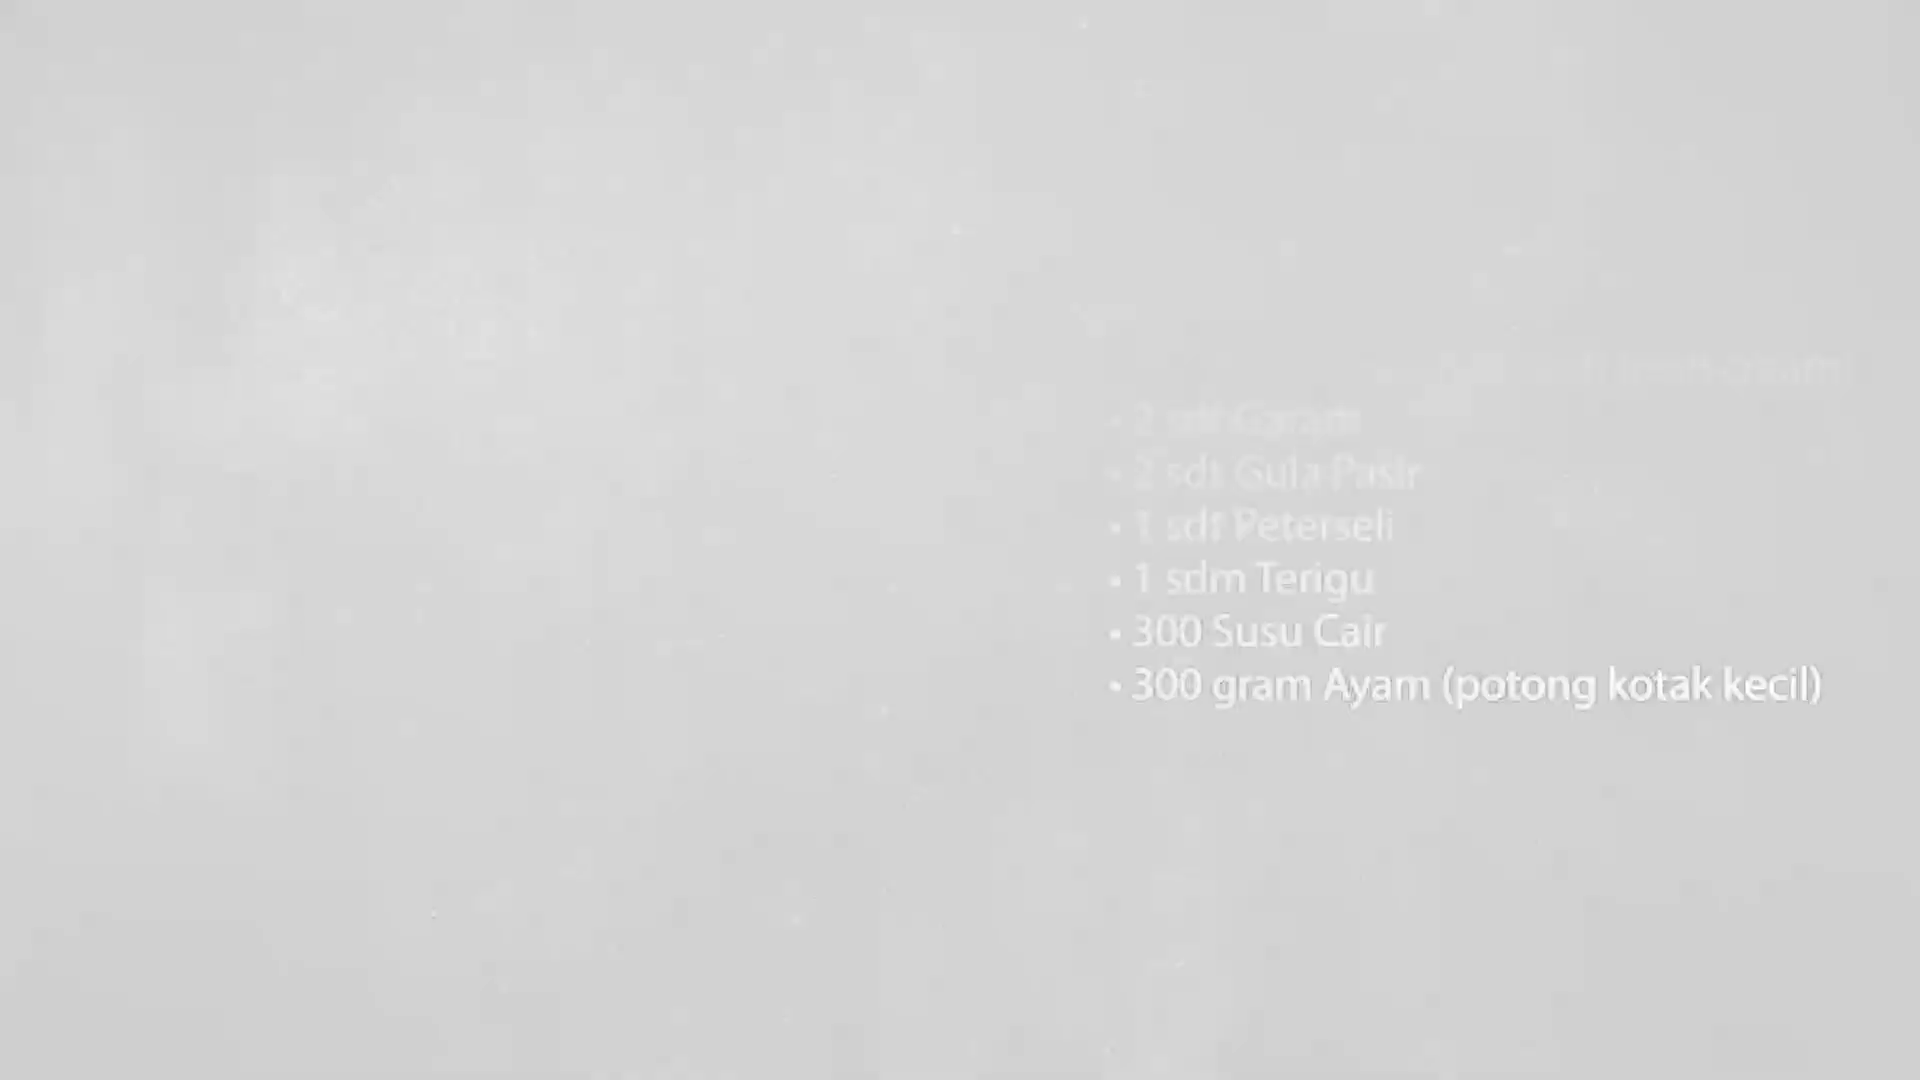 • 2 sdt Garam
• 2 sdt Gula Pasir
• 1 sdt Peterseli
• 1 sdm Terigu
• 300 Susu Cair
• 300 gram Ayam (potong kotak kecil)